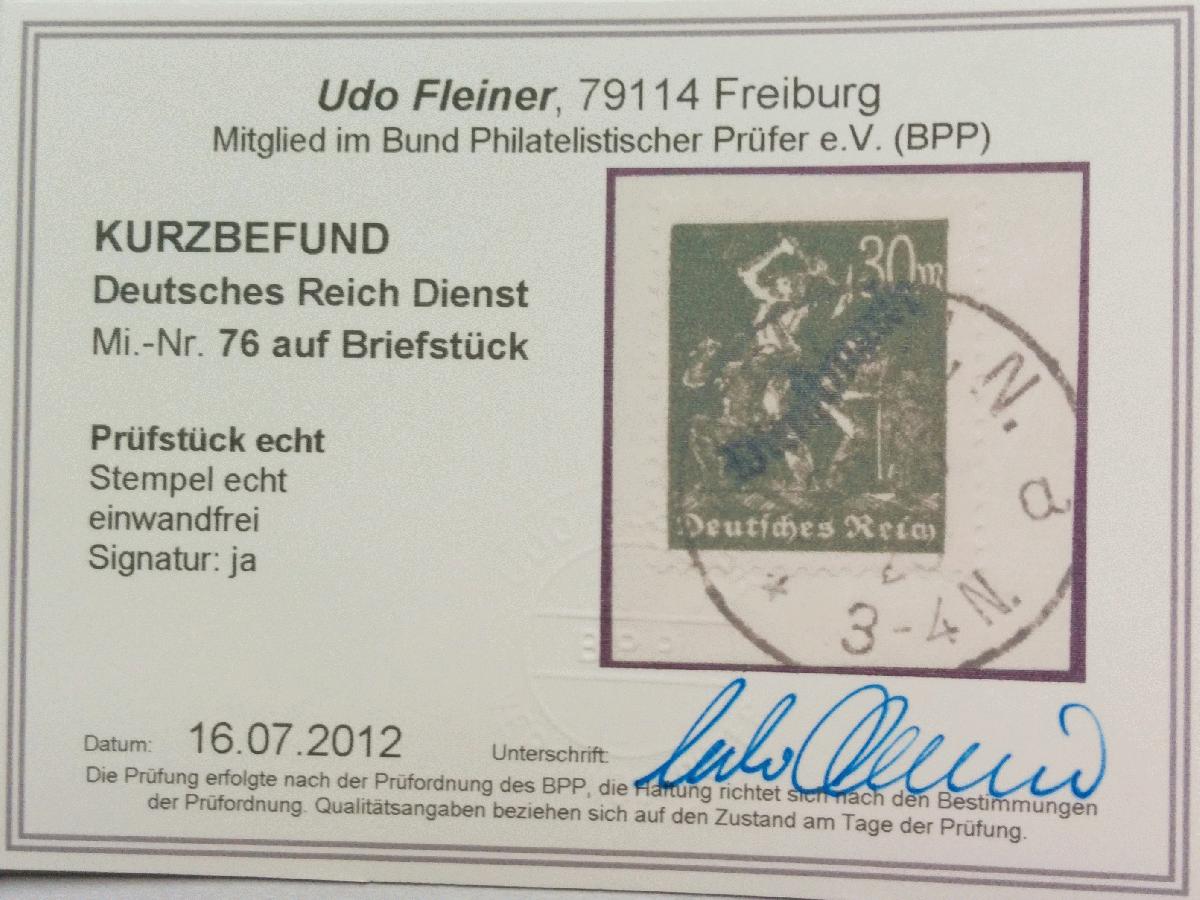 Udo Fleiner, 79114 Freiburg
Mitglied im Bund Philatelistischer Prüfer e.V. (BPP)
KURZBEFUND
Deutsches Reich Dienst
Mi.-Nr. 76 auf Briefstück
Prüfstück echt
Stempel echt
einwandfrei
Signatur: ja
30m
Deutsches Reich
N.
a
3-4 N.
BPP
Datum: 16.07.2012
Unterschrift:
Die Prüfung erfolgte nach der Prüfordnung des BPP, die Haftung richtet sich nach den Bestimmungen
der Prüfordnung. Qualitätsangaben beziehen sich auf den Zustand am Tage der Prüfung.